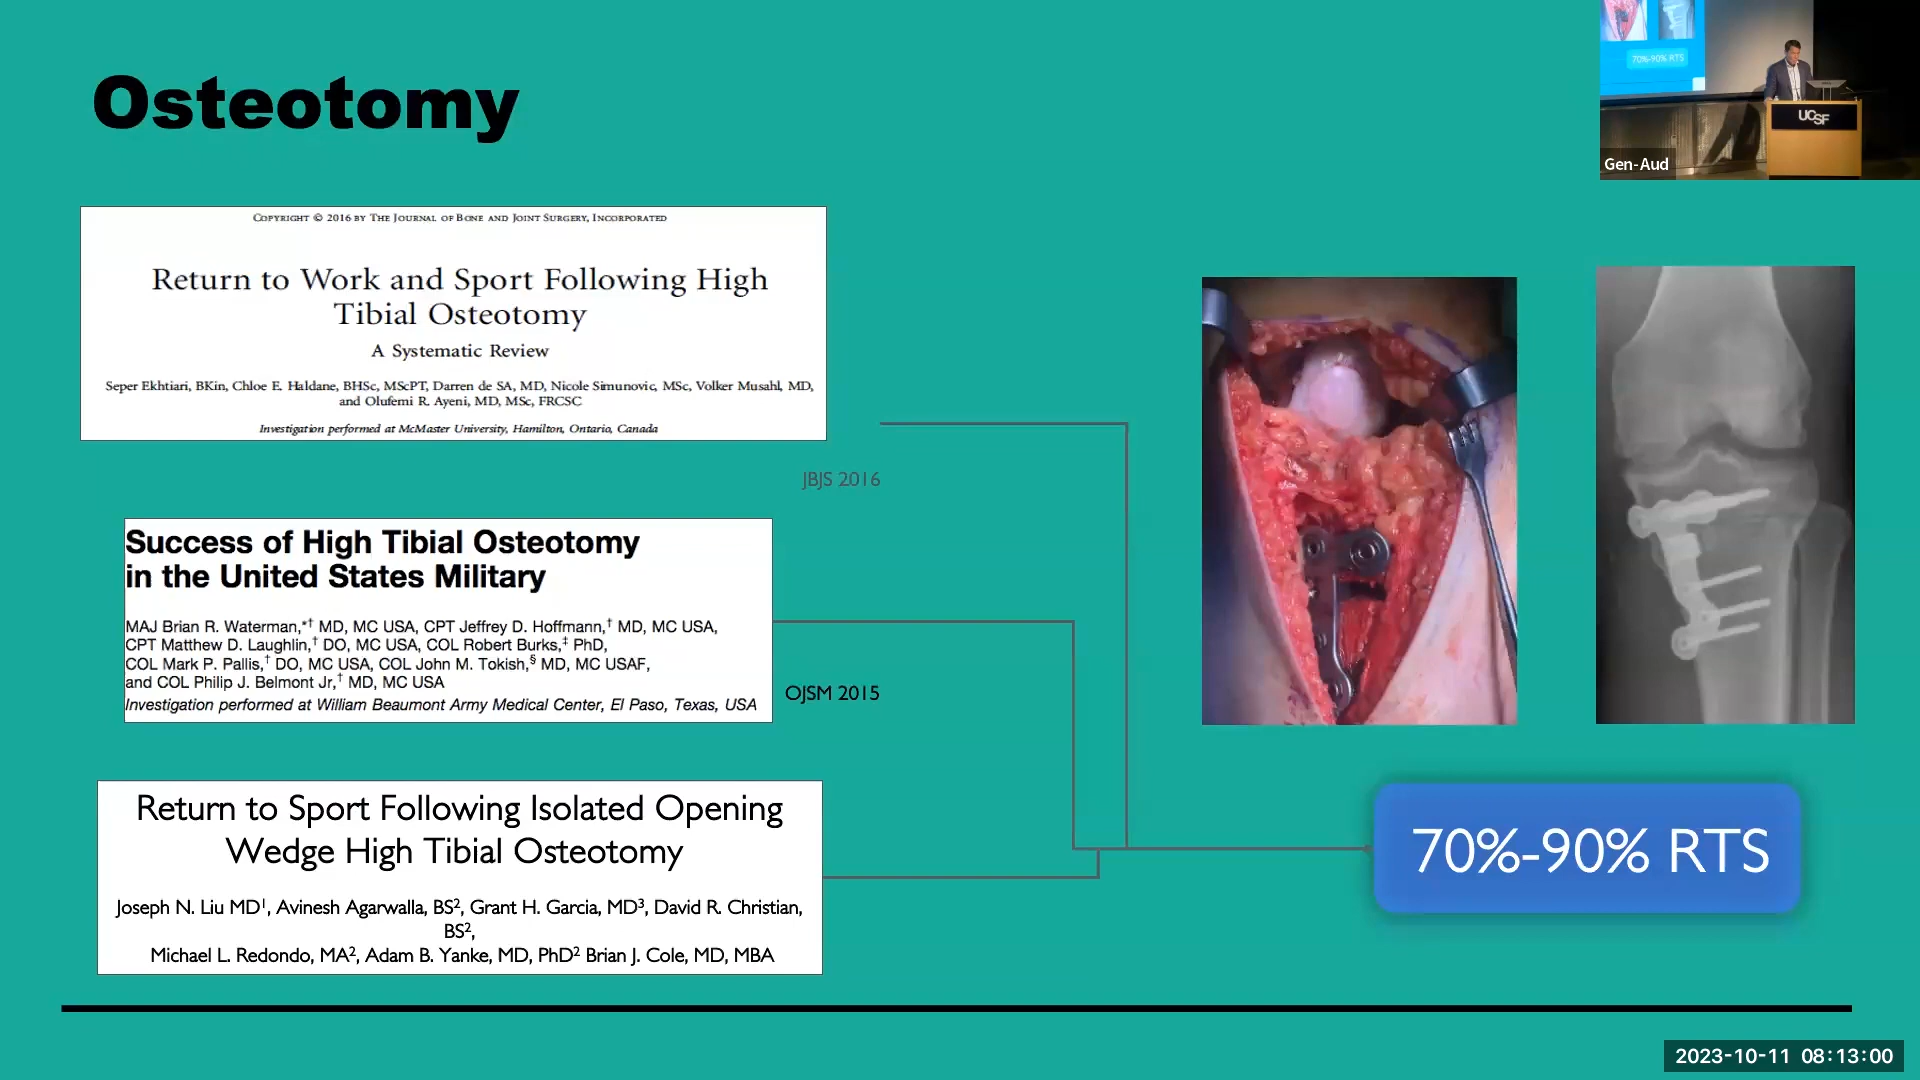 Osteotomy
70%-90% RTS
UCSF
Gen-Aud
COPYRIGHT © 2016 BY THE JOURNAL OF BONE AND JOINT SURGERY, INCORPORATED
Return to Work and Sport Following High
Tibial Osteotomy
A Systematic Review
Seper Ekhtiari, BKin, Chloe E. Haldane, BHSc, MScPT, Darren de SA, MD, Nicole Simunovic, MSc, Volker Musahl, MD,
and Olufemi R. Ayeni, MD, MSc, FRCSC
Investigation performed at McMaster University, Hamilton, Ontario, Canada
JBJS 2016
Success of High Tibial Osteotomy
in the United States Military
MAJ Brian R. Waterman,*† MD, MC USA, CPT Jeffrey D. Hoffmann,† MD, MC USA,
CPT Matthew D. Laughlin,† DO, MC USA, COL Robert Burks,‡ PhD,
COL Mark P. Pallis,† DO, MC USA, COL John M. Tokish,§ MD, MC USAF,
and COL Philip J. Belmont Jr,† MD, MC USA
Investigation performed at William Beaumont Army Medical Center, El Paso, Texas, USA
OJSM 2015
Return to Sport Following Isolated Opening
Wedge High Tibial Osteotomy
Joseph N. Liu MD¹, Avinesh Agarwalla, BS², Grant H. Garcia, MD³, David R. Christian,
BS²,
Michael L. Redondo, MA², Adam B. Yanke, MD, PhD² Brian J. Cole, MD, MBA
70%-90% RTS
2023-10-11 08:13:00